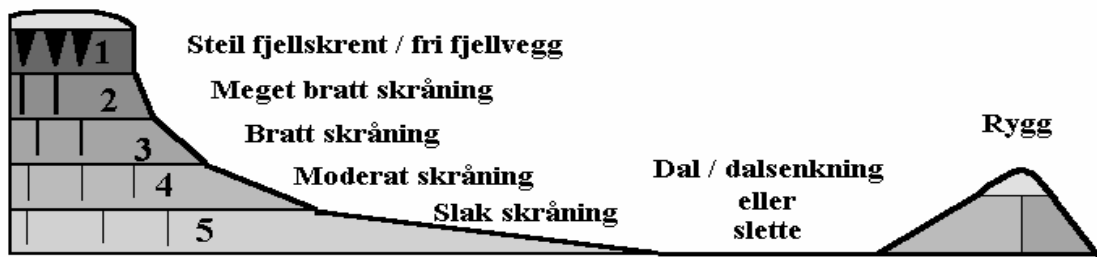 1 Steil fjellskrent / fri fjellvegg
2 Meget bratt skråning
3 Bratt skråning
4 Moderat skråning
5 Slak skråning
Dal / dalsenkning
eller
slette
Rygg